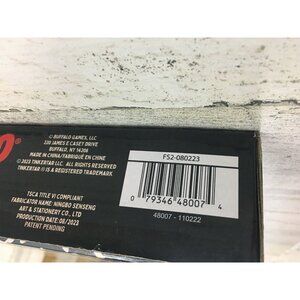 © BUFFALO GAMES, LLC
220 JAMES E CASEY DRIVE
BUFFALO, NY 14206
MADE IN CHINA/FABRIQUÉ EN CHINE
© 2023 TINKERTAR LLC. ALL RIGHTS RESERVED
TINKERTAR ® IS A REGISTERED TRADEMARK
TSCA TITLE VI COMPLIANT
FABRICATOR NAME: NINGBO SENSENG
ART & STATIONERY CO., LTD
PRODUCTION DATE:08/2023
PATENT PENDING
FS2-080223
0 79346 48007 4
48007 - 110222